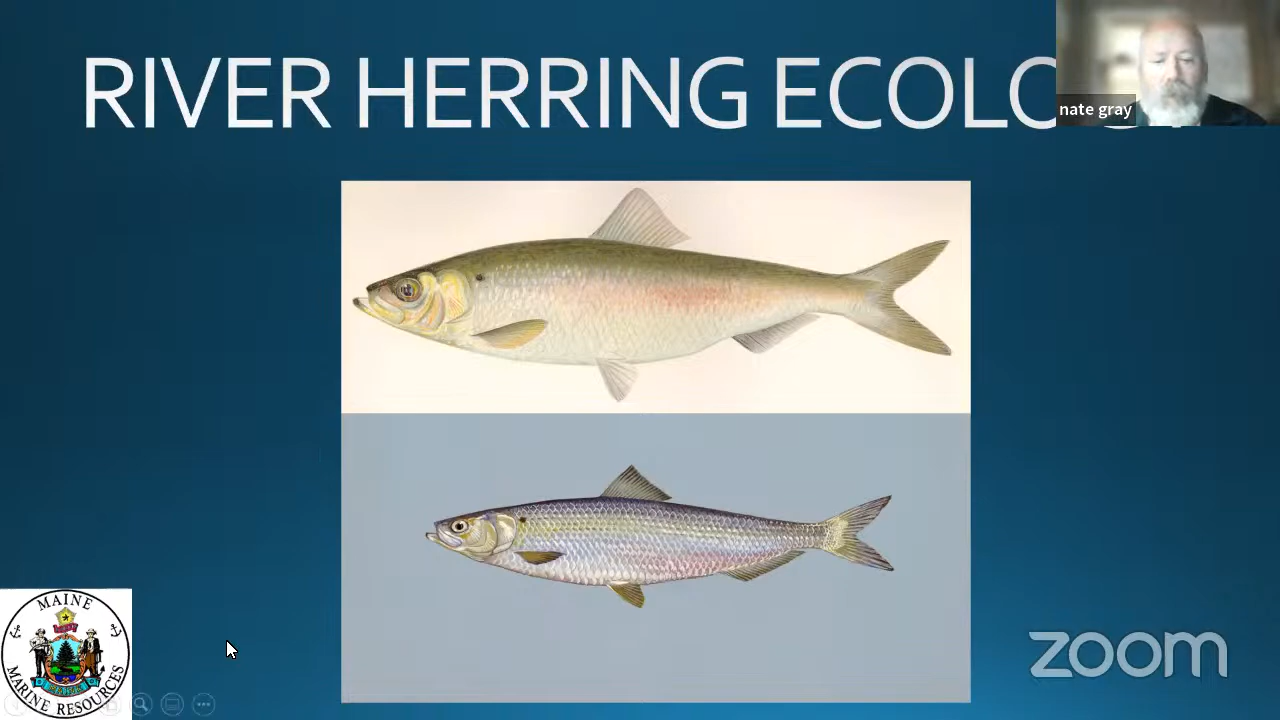 RIVER HERRING ECOLO
nate gray
MAINE
MARINE RESOURCES
zoom